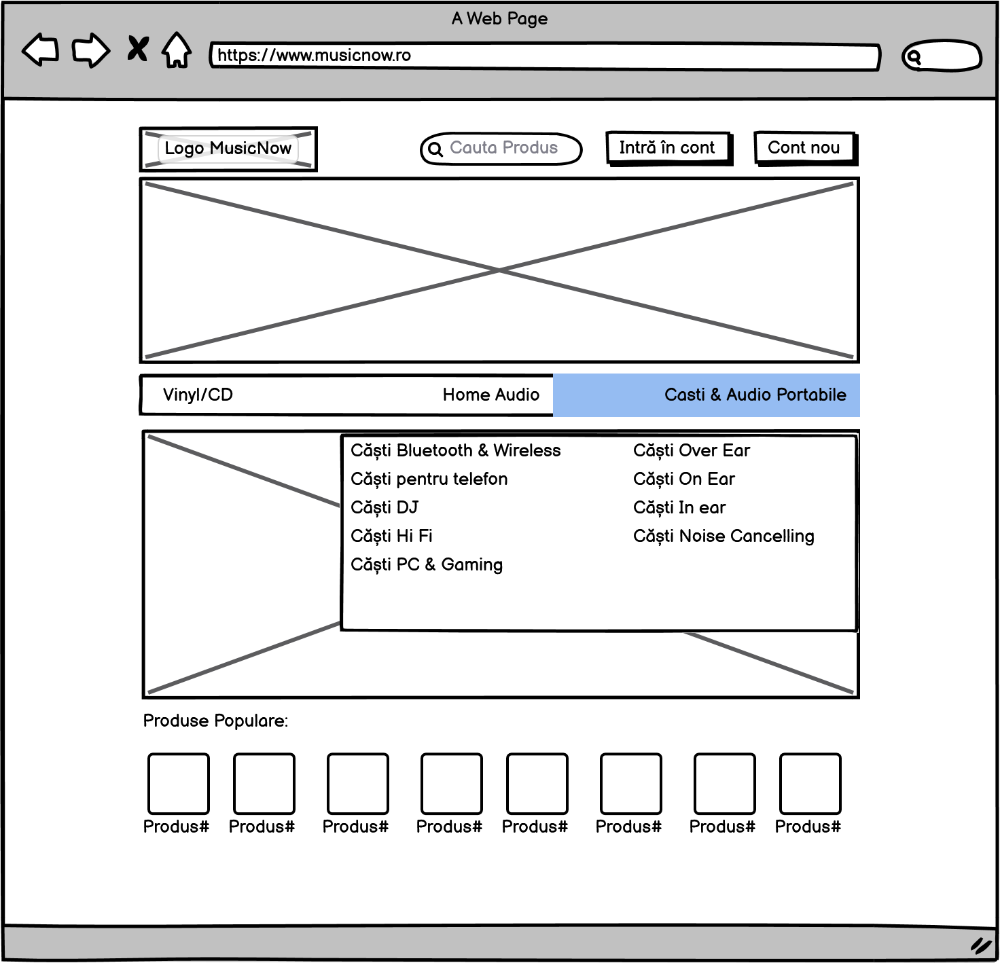 A Web Page
https://www.musicnow.ro
Logo MusicNow
Cauta Produs
Intră în cont
Cont nou
Vinyl/CD
Home Audio
Casti & Audio Portabile
Căști Bluetooth & Wireless
Căști pentru telefon
Căști DJ
Căști Hi Fi
Căști PC & Gaming
Căști Over Ear
Căști On Ear
Căști In ear
Căști Noise Cancelling
Produse Populare:
Produs#
Produs#
Produs#
Produs#
Produs#
Produs#
Produs#
Produs#